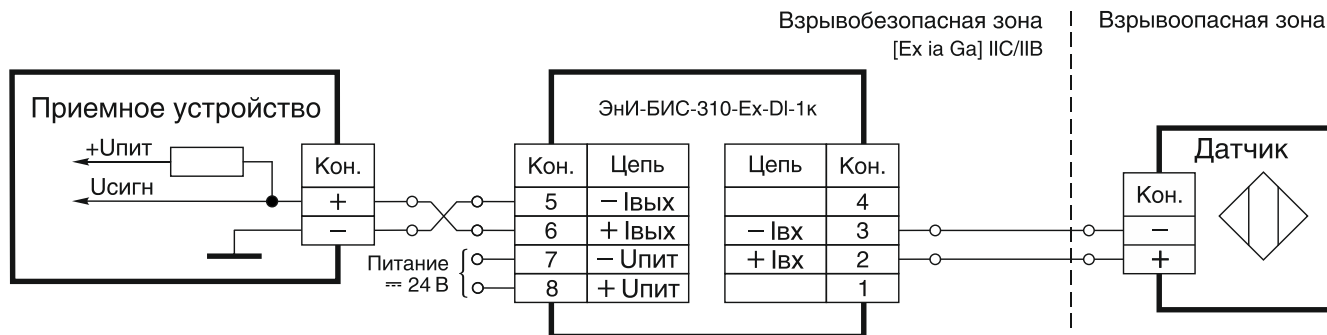 Взрывобезопасная зона
[Ex ia Ga] IIC/IIB
Взрывоопасная зона
Приемное устройство
+Uпит
Uсигн
Кон.
+
−
ЭнИ-БИС-310-Ex-DI-1к
Кон. Цепь
5 − Iвых
6 + Iвых
7 − Uпит
8 + Uпит
Питание
⎓ 24 В
Цепь Кон.
4
− Iвх 3
+ Iвх 2
1
Датчик
Кон.
−
+